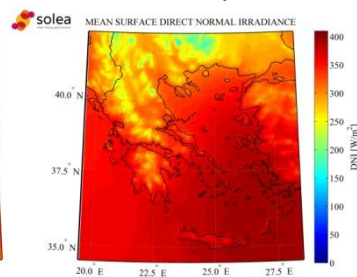 solea
MEAN SURFACE DIRECT NORMAL IRRADIANCE
40.0° N
37.5° N
35.0° N
20.0 E
22.5 E
25.0 E
27.5 E
400
350
300
250
200
150
100
50
0
DNI [W/m²]